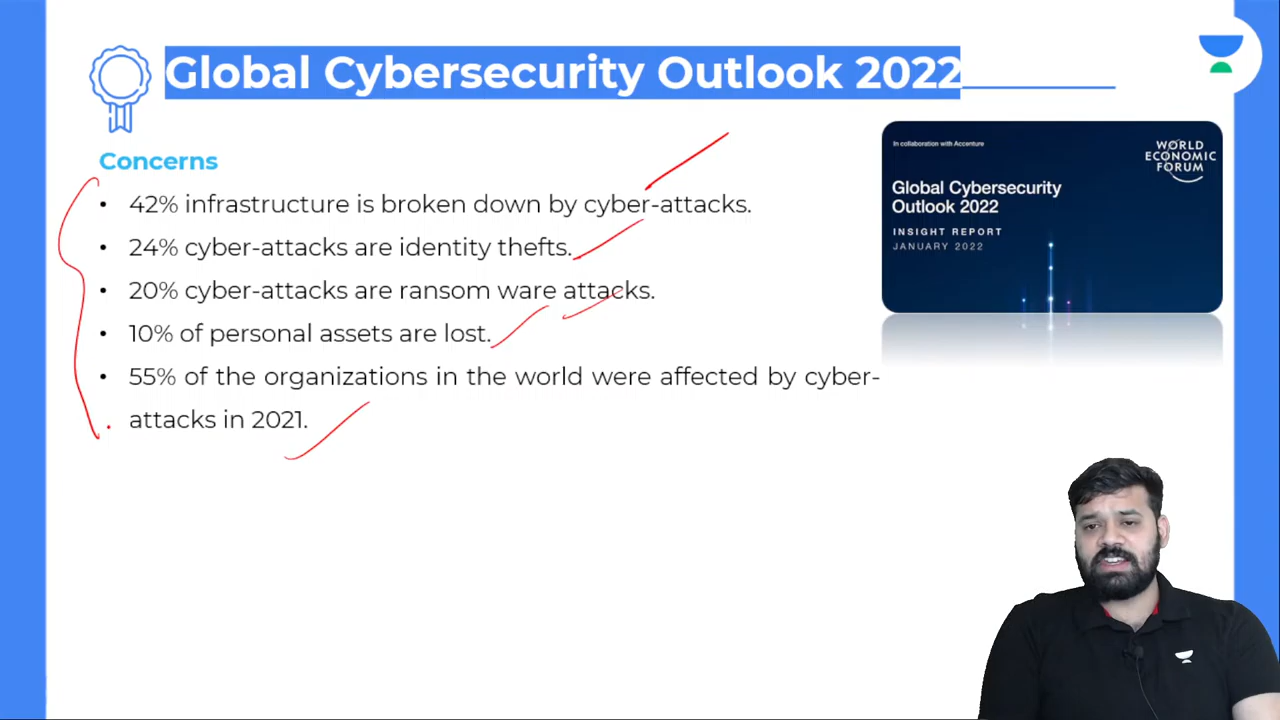 Global Cybersecurity Outlook 2022
Concerns
• 42% infrastructure is broken down by cyber-attacks.
• 24% cyber-attacks are identity thefts.
• 20% cyber-attacks are ransom ware attacks.
• 10% of personal assets are lost.
• 55% of the organizations in the world were affected by cyber-
attacks in 2021.
In collaboration with Accenture
WORLD
ECONOMIC
FORUM
Global Cybersecurity
Outlook 2022
INSIGHT REPORT
JANUARY 2022